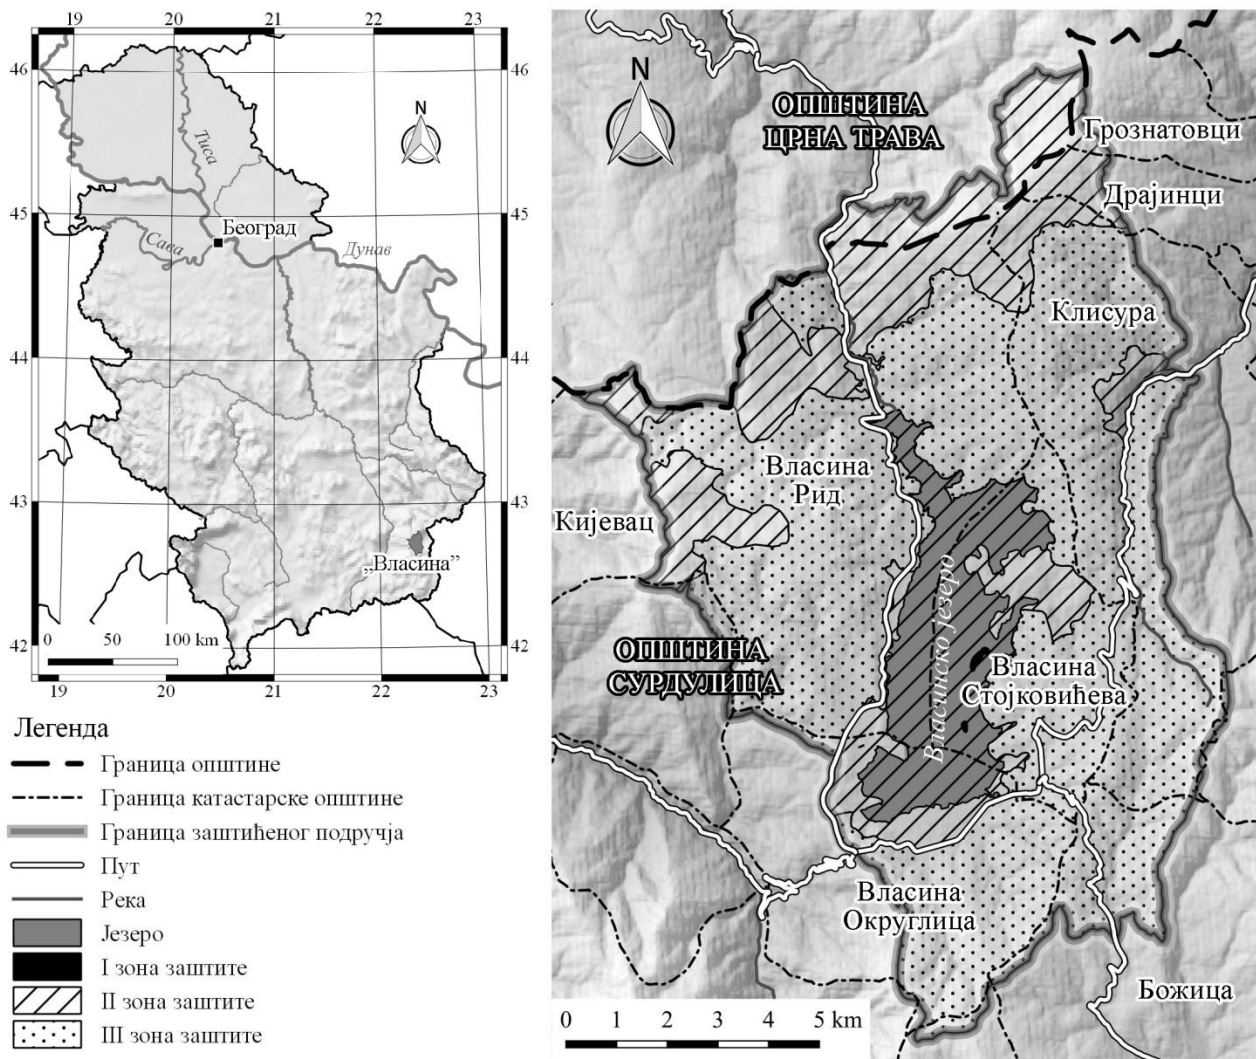 19 20 21 22 23
46 46
N
Тиса
45 45
Београд
Сава
Дунав
44 44
43 43
„Власина”
0 50 100 km
42 42
19 20 21 22 23
Легенда
Граница општине
Граница катастарске општине
Граница заштићеног подручја
Пут
Река
Језеро
I зона заштите
II зона заштите
III зона заштите
N
ОПШТИНА
ЦРНА ТРАВА
Грознатовци
Драјинци
Клисура
Власина
Рид
Кијевац
Власинско језеро
ОПШТИНА
СУРДУЛИЦА
Власина
Стојковићева
Власина
Округлица
Божица
0 1 2 3 4 5 km